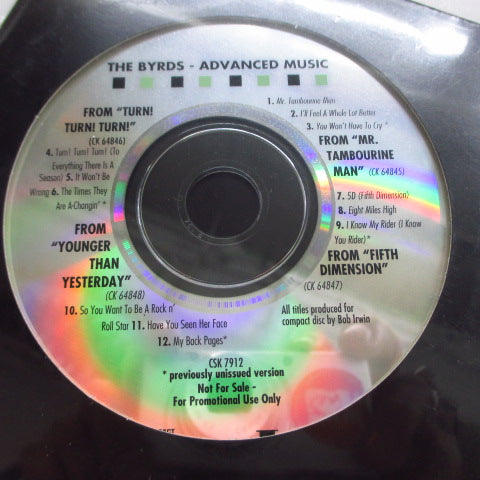 THE BYRDS - ADVANCED MUSIC
1. Mr. Tambourine Man
2. I'll Feel A Whole Lot Better
3. You Won't Have To Cry *
FROM "MR.
TAMBOURINE
MAN" (CK 64845)
FROM "TURN!
TURN! TURN!"
(CK 64846)
4. Turn! Turn! Turn! (To
Everything There Is A
Season) 5. It Won't Be
Wrong 6. The Times They
Are A-Changin' *
7. 5D (Fifth Dimension)
8. Eight Miles High
9. I Know My Rider (I Know
You Rider)*
FROM "FIFTH
DIMENSION"
(CK 64847)
FROM
"YOUNGER
THAN
YESTERDAY"
(CK 64848)
10. So You Want To Be A Rock n'
Roll Star 11. Have You Seen Her Face
12. My Back Pages*
All titles produced for
compact disc by Bob Irwin
CSK 7912
* previously unissued version
Not For Sale -
For Promotional Use Only